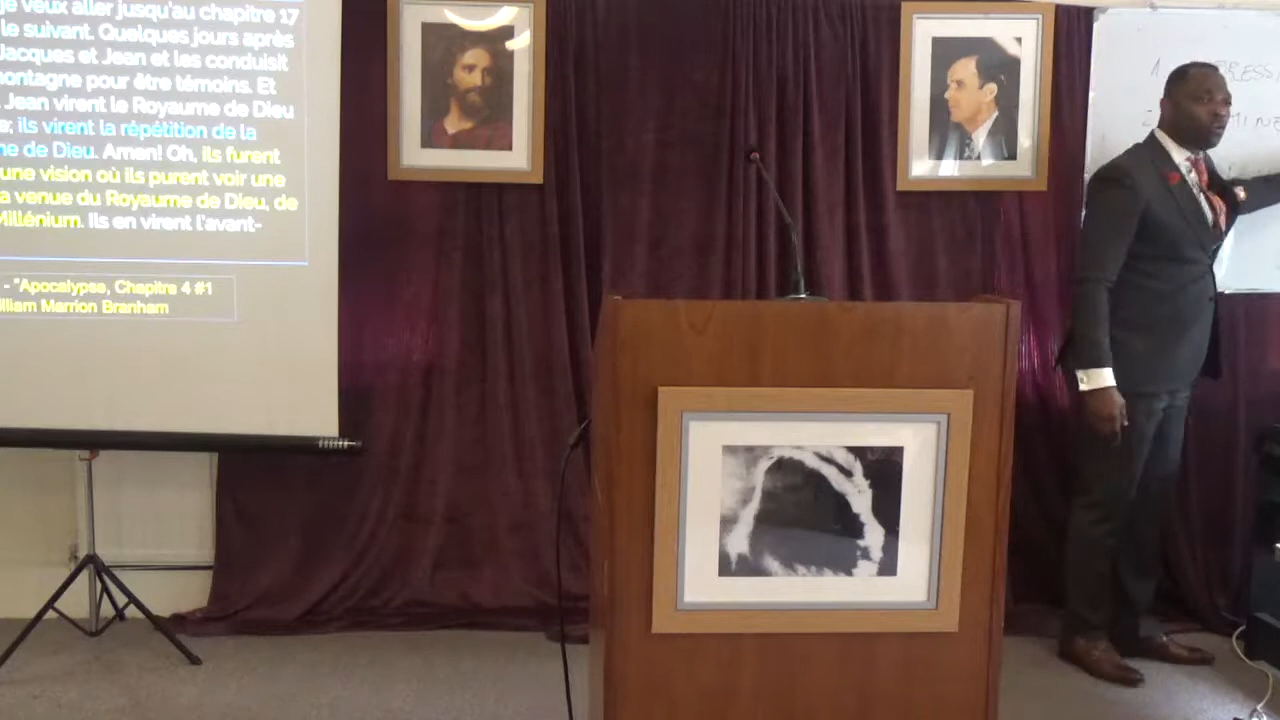 je veux aller jusqu'au chapitre 17
le suivant. Quelques jours après
Jacques et Jean et les conduisit
montagne pour être témoins. Et
Jean virent le Royaume de Dieu
ils virent la répétition de la
de Dieu. Amen! Oh, ils furent
une vision où ils purent voir une
a venue du Royaume de Dieu, de
Millénium. Ils en virent l'avant-
- "Apocalypse, Chapitre 4 #1
William Marrion Branham